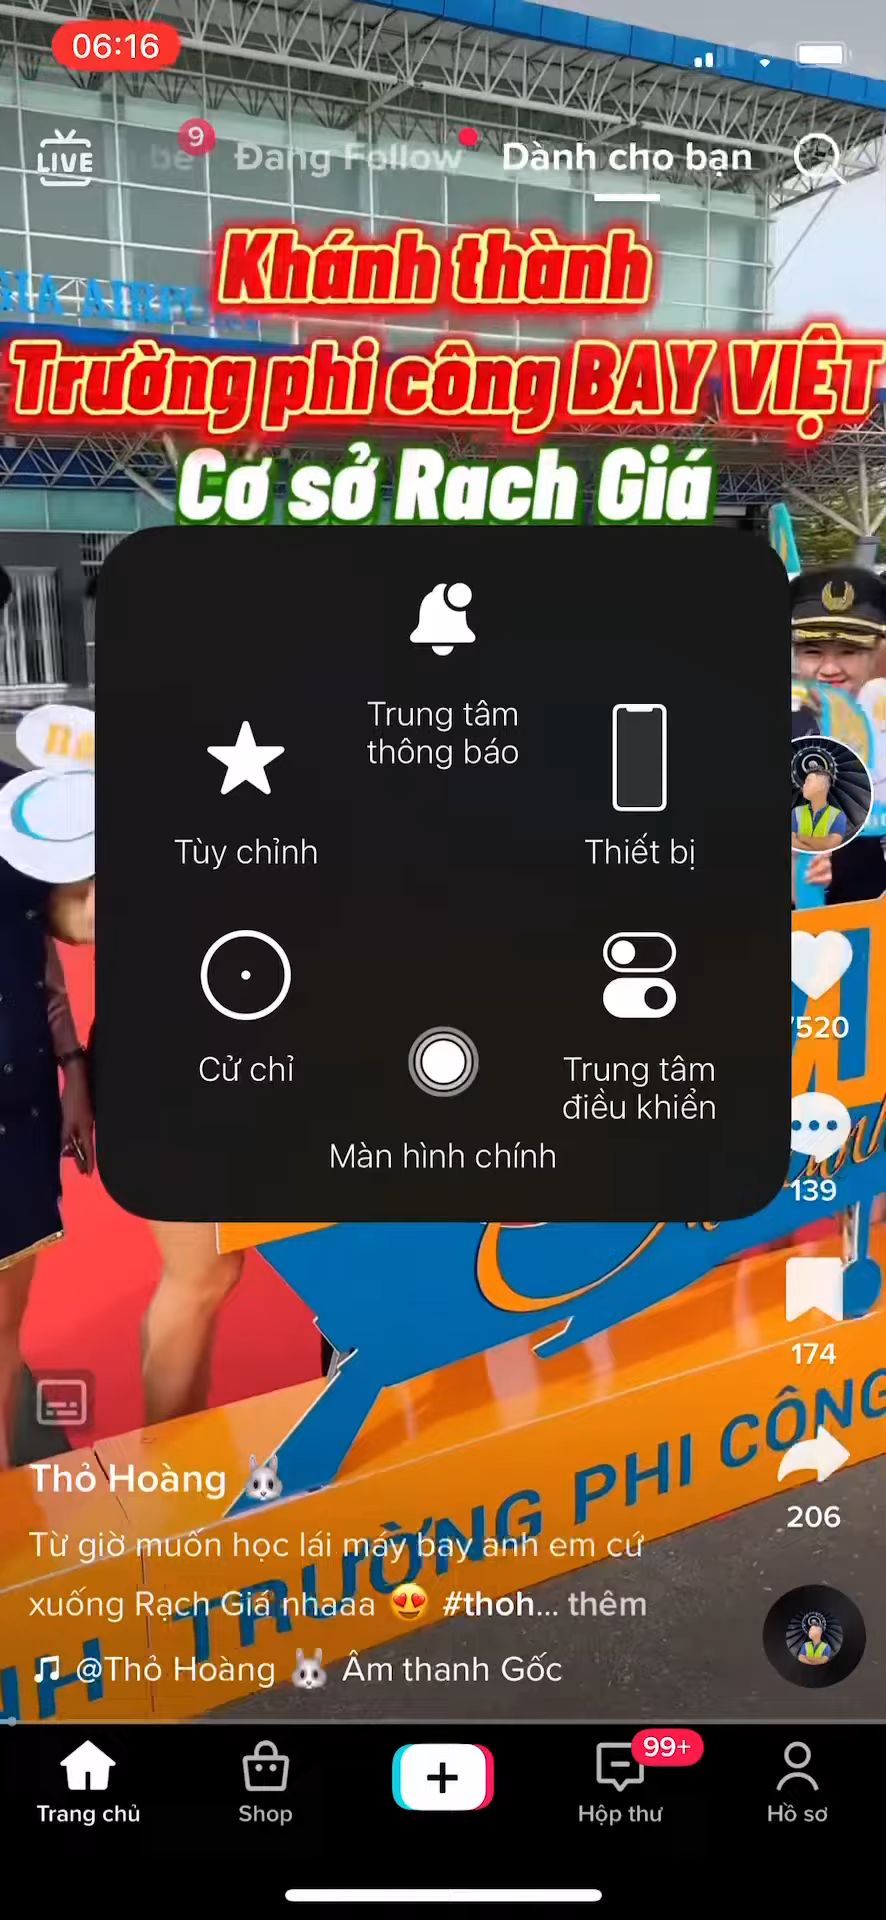 06:16
LIVE
9
Đang Follow
Dành cho bạn
Khánh thành
Trường phi công BAY VIỆT
Cơ sở Rạch Giá
Trung tâm
thông báo
Tùy chỉnh
Thiết bị
Cử chỉ
Trung tâm
điều khiển
Màn hình chính
139
174
206
TRƯỜNG PHI CÔNG
Thỏ Hoàng
Từ giờ muốn học lái máy bay anh em cứ
xuống Rạch Giá nhaaa 😍 #thoh... thêm
@Thỏ Hoàng 🐰 Âm thanh Gốc
Trang chủ
Shop
99+
Hộp thư
Hồ sơ